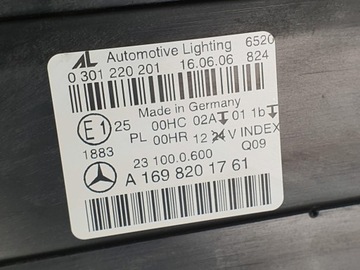 AL Automotive Lighting 6520
0 301 220 201 16.06.06 824
Made in Germany
E1 25 00HC 02A 01 1b
PL 00HR 12 24 V INDEX
1883 Q09
23 100.0.600
A 169 820 17 61